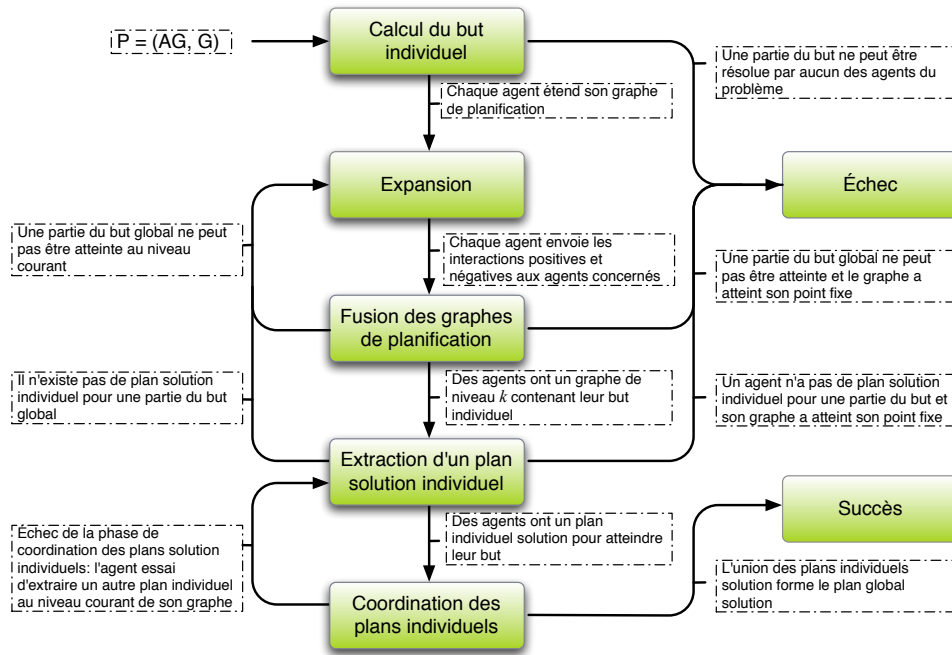 P = (AG, G)
Calcul du but
individuel
Une partie du but ne peut être
résolue par aucun des agents du
problème
Chaque agent étend son graphe
de planification
Expansion
Échec
Une partie du but global ne peut
pas être atteinte au niveau
courant
Chaque agent envoie les
interactions positives et
négatives aux agents concernés
Une partie du but global ne peut
pas être atteinte et le graphe a
atteint son point fixe
Fusion des graphes
de planification
Il n'existe pas de plan solution
individuel pour une partie du but
global
Des agents ont un graphe de
niveau k contenant leur but
individuel
Un agent n'a pas de plan solution
individuel pour une partie du but et
son graphe a atteint son point fixe
Extraction d'un plan
solution individuel
Succès
Échec de la phase de
coordination des plans solution
individuels: l'agent essai
d'extraire un autre plan individuel
au niveau courant de son graphe
Des agents ont un plan
individuel solution pour atteindre
leur but
L'union des plans individuels
solution forme le plan global
solution
Coordination des
plans individuels